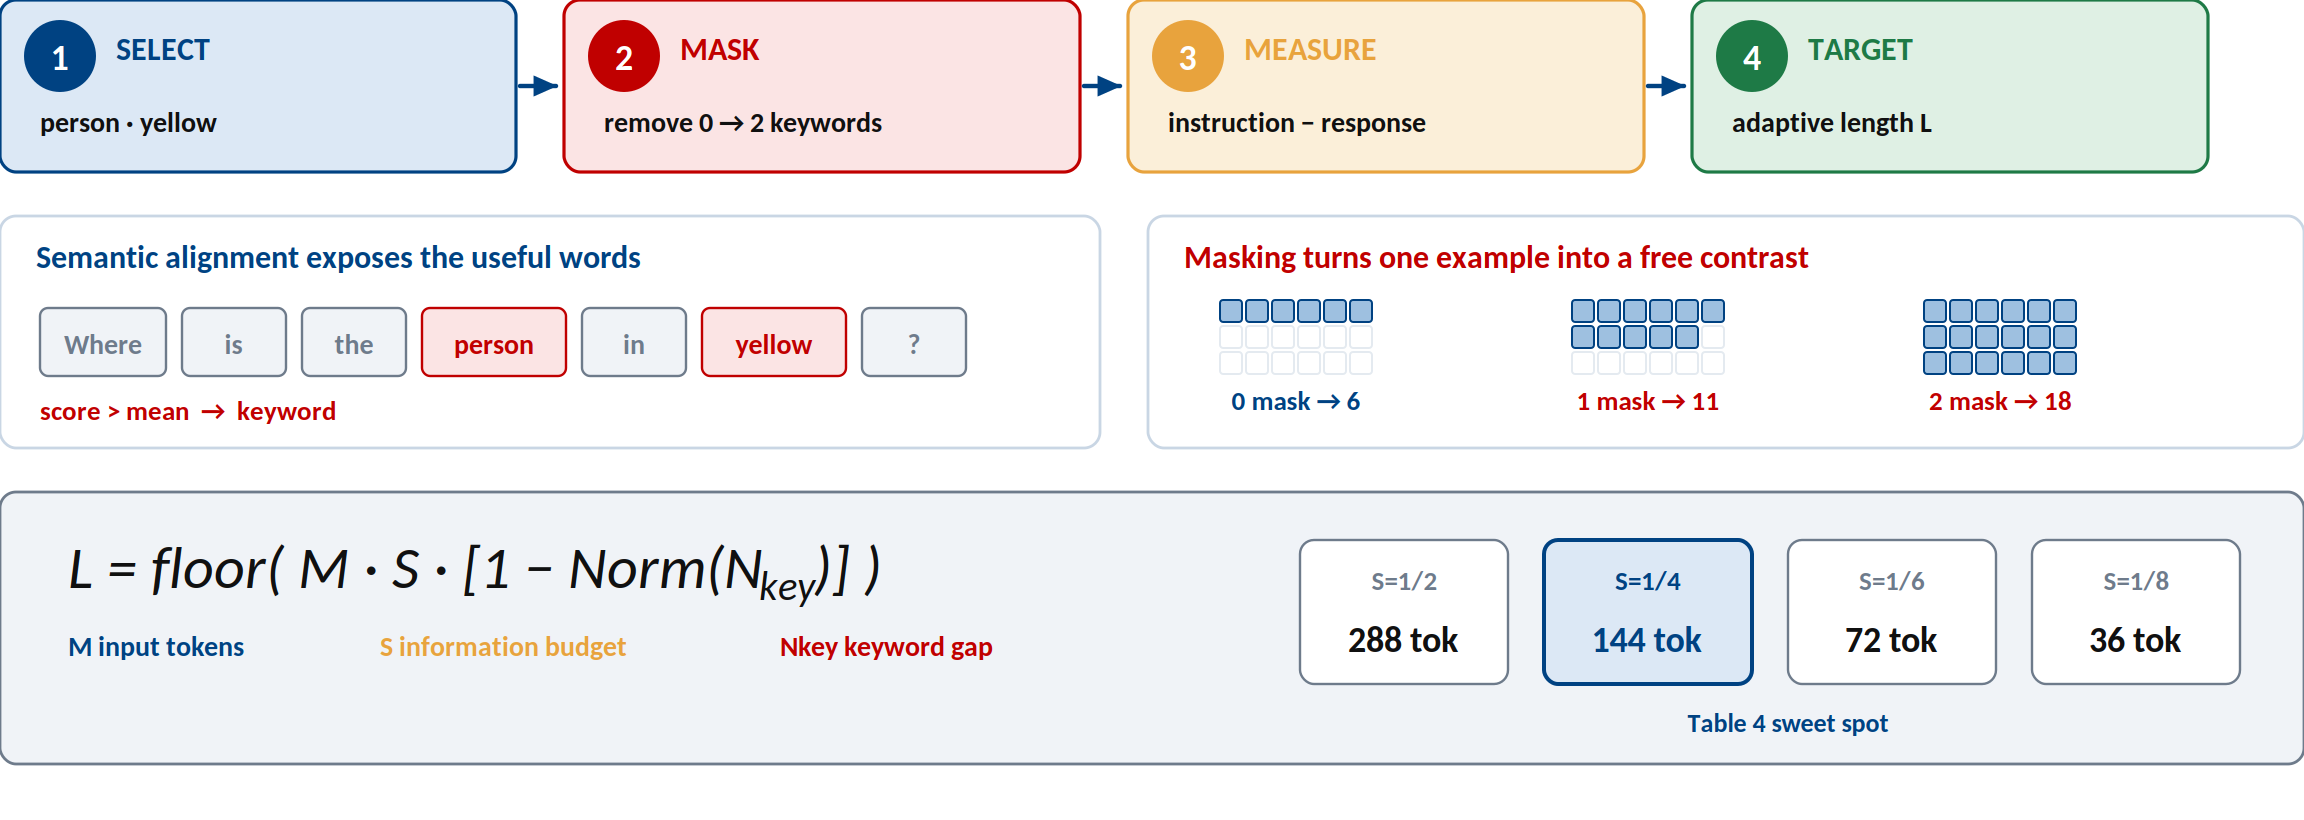 1 SELECT
person · yellow
2 MASK
remove 0 → 2 keywords
3 MEASURE
instruction − response
4 TARGET
adaptive length L
Semantic alignment exposes the useful words
Where is the person in yellow ?
score > mean → keyword
Masking turns one example into a free contrast
0 mask → 6
1 mask → 11
2 mask → 18
L = floor( M · S · [1 − Norm(Nkey)] )
M input tokens
S information budget
Nkey keyword gap
S=1/2
288 tok
S=1/4
144 tok
S=1/6
72 tok
S=1/8
36 tok
Table 4 sweet spot